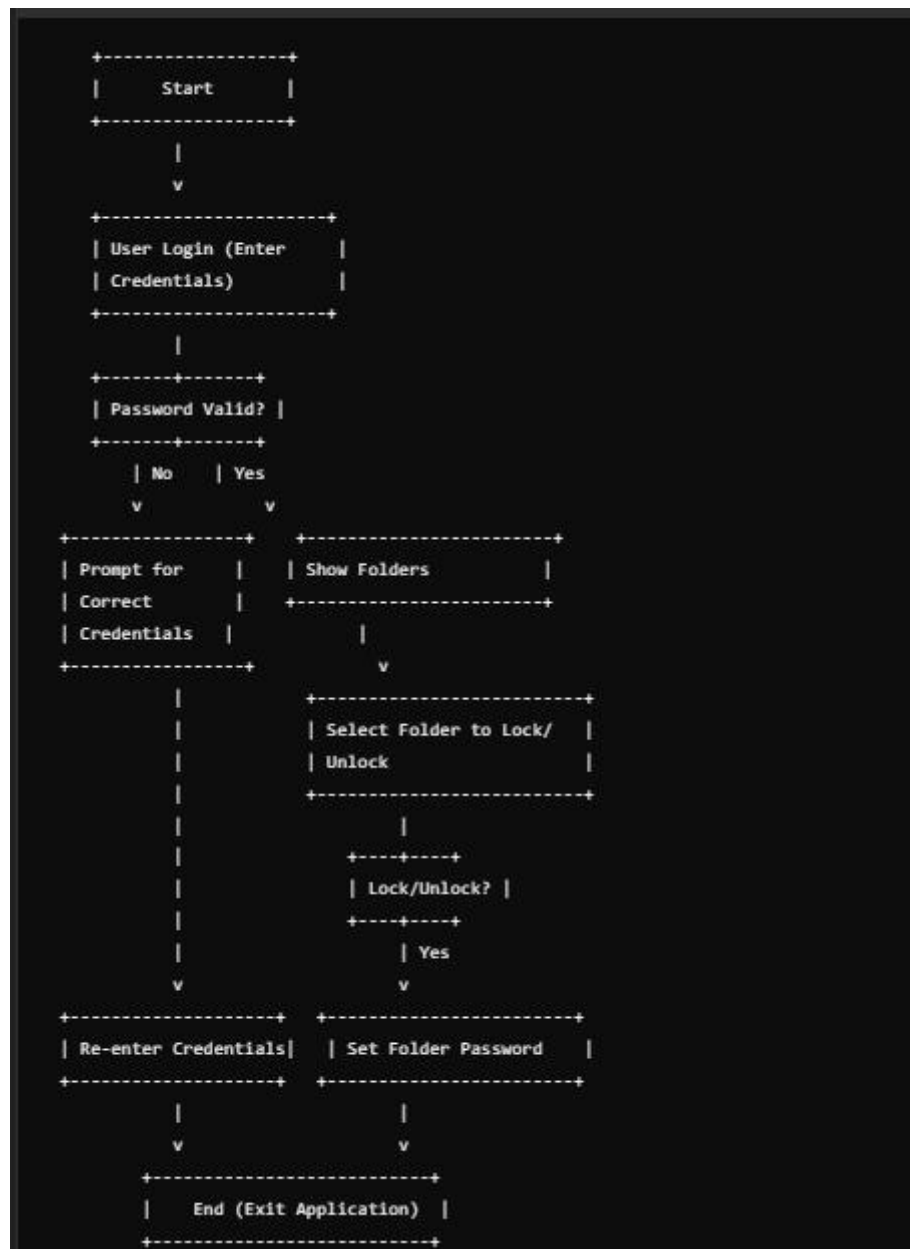 Start
User Login (Enter
Credentials)
Password Valid?
No Yes
Prompt for Show Folders
Correct
Credentials
Select Folder to Lock/
Unlock
Lock/Unlock?
Yes
Re-enter Credentials Set Folder Password
End (Exit Application)